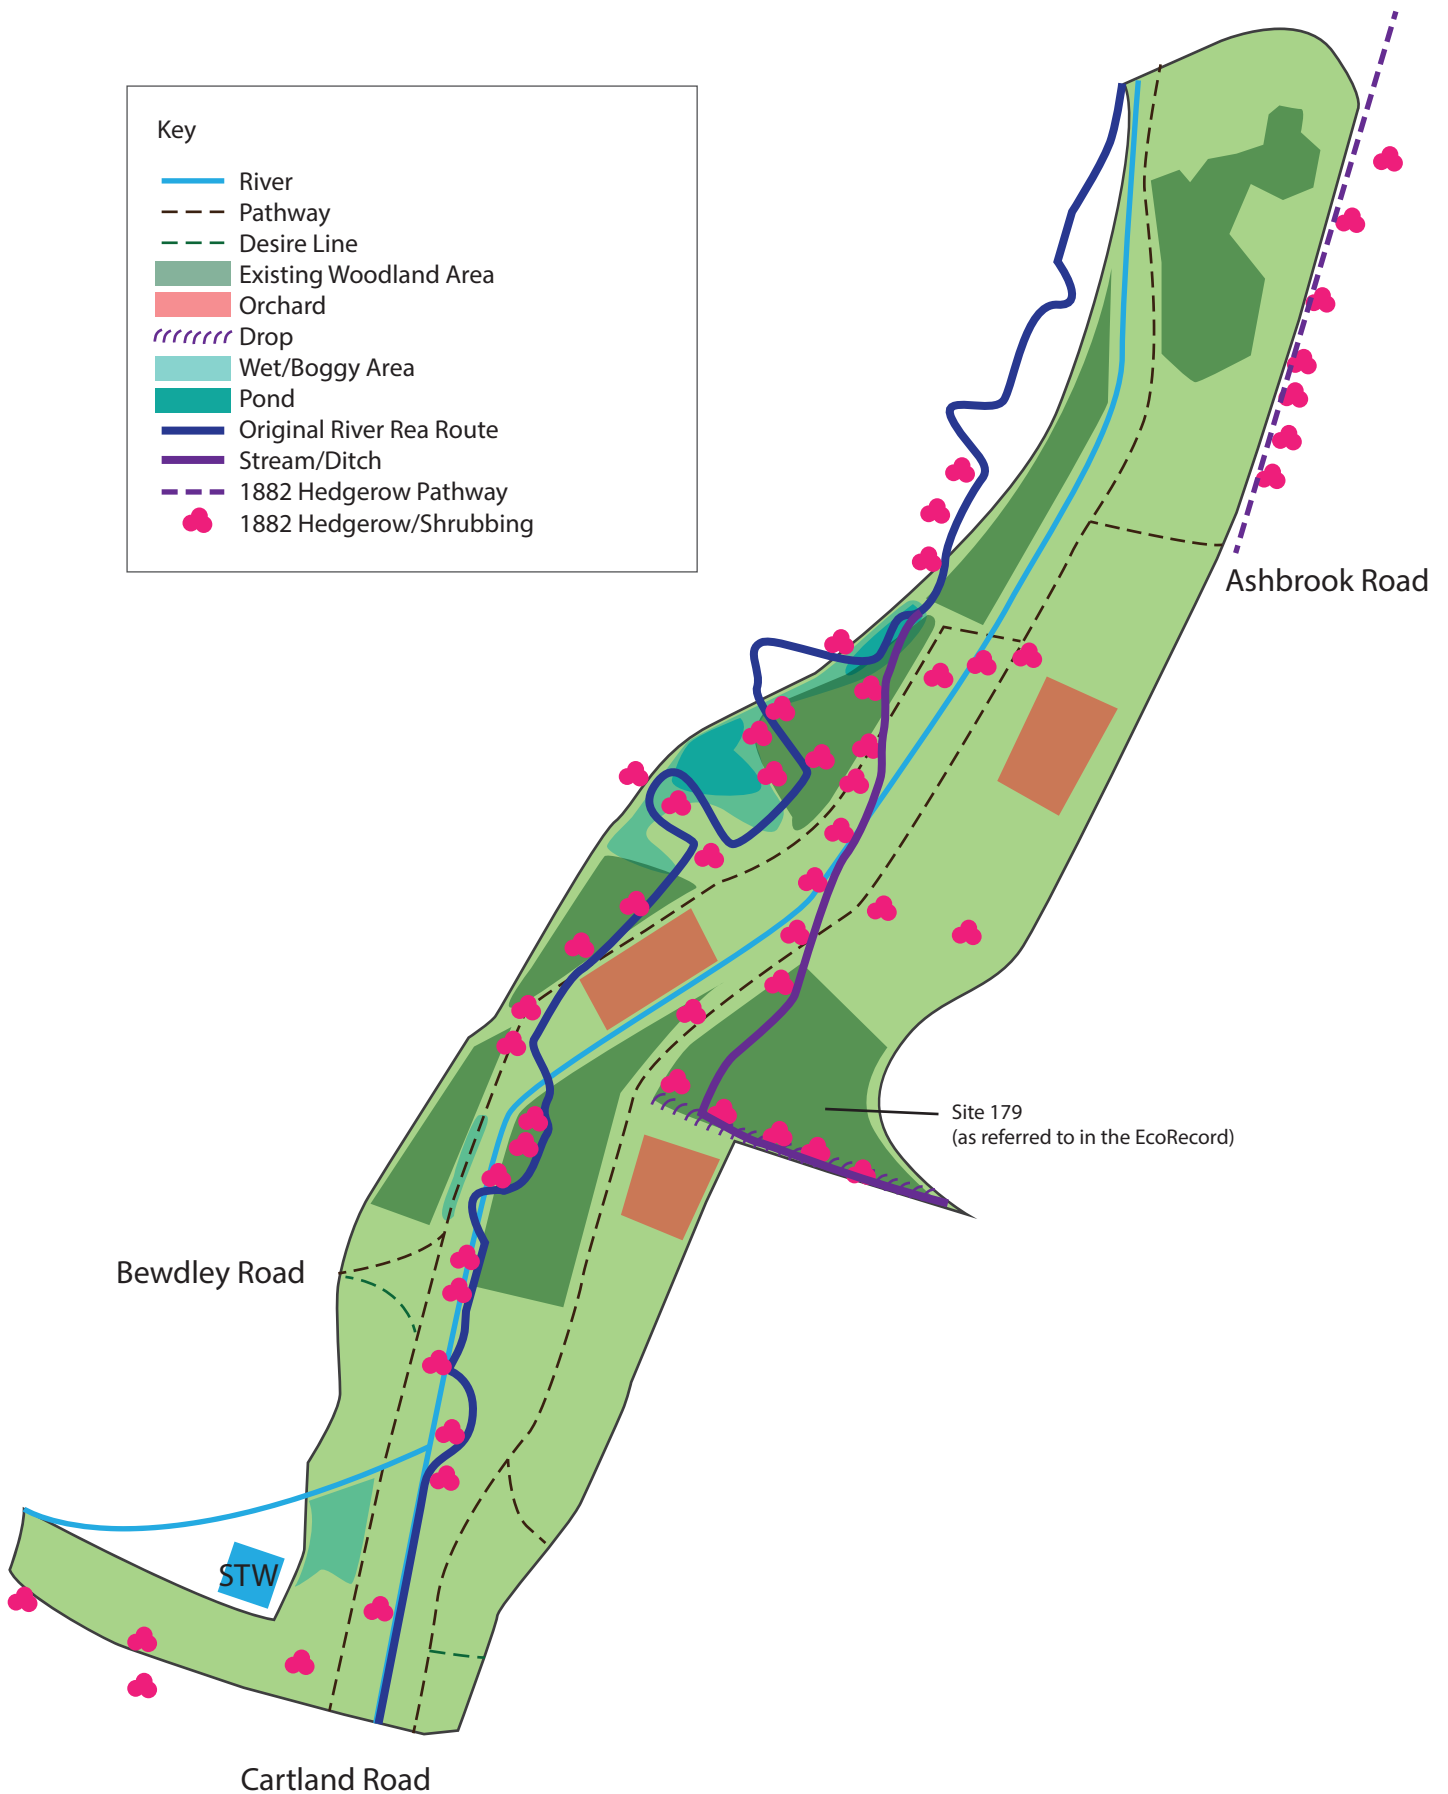 Key
River
Pathway
Desire Line
Existing Woodland Area
Orchard
Drop
Wet/Boggy Area
Pond
Original River Rea Route
Stream/Ditch
1882 Hedgerow Pathway
1882 Hedgerow/Shrubbing
Ashbrook Road
Site 179
(as referred to in the EcoRecord)
Bewdley Road
STW
Cartland Road